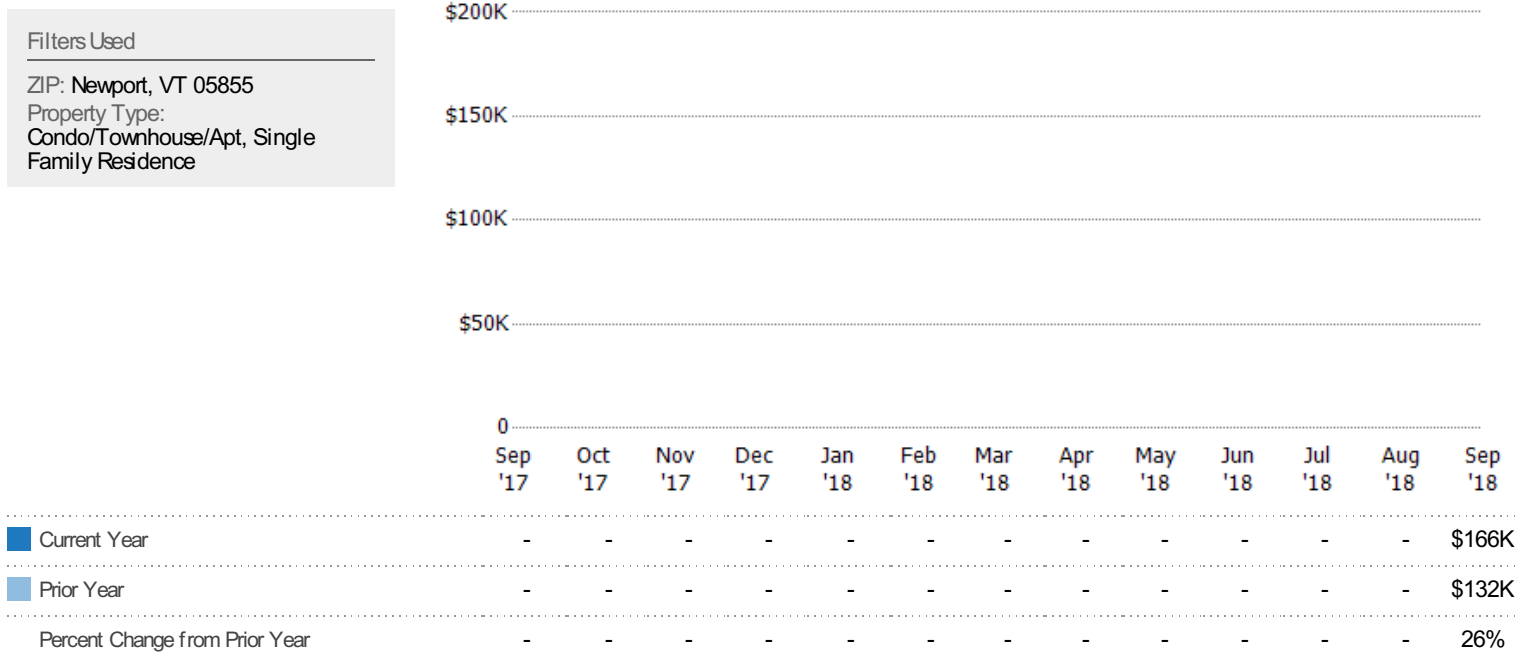 Filters Used
ZIP: Newport, VT 05855
Property Type:
Condo/Townhouse/Apt, Single
Family Residence
$200K
$150K
$100K
$50K
0
Sep Oct Nov Dec Jan Feb Mar Apr May Jun Jul Aug Sep
'17 '17 '17 '17 '18 '18 '18 '18 '18 '18 '18 '18 '18
Current Year - - - - - - - - - - - - $166K
Prior Year - - - - - - - - - - - - $132K
Percent Change from Prior Year - - - - - - - - - - - - 26%